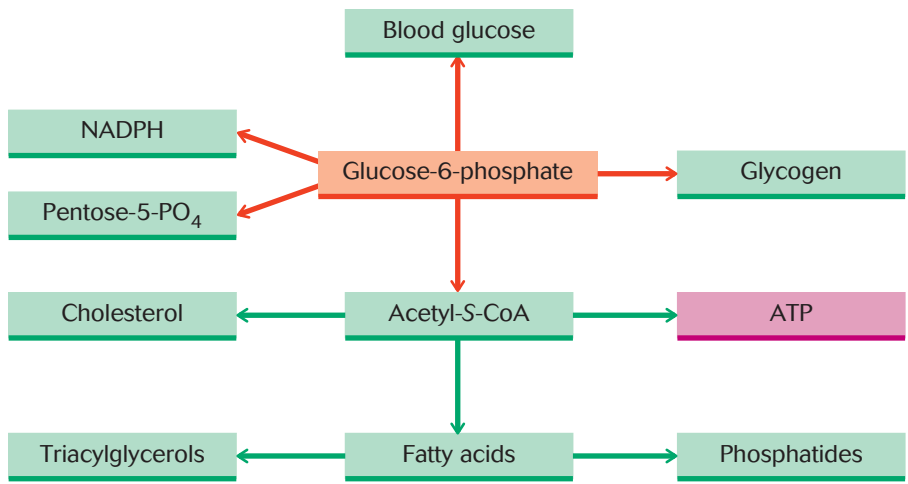 Blood glucose
NADPH
Glucose-6-phosphate
Glycogen
Pentose-5-PO₄
Cholesterol
Acetyl-S-CoA
ATP
Triacylglycerols
Fatty acids
Phosphatides